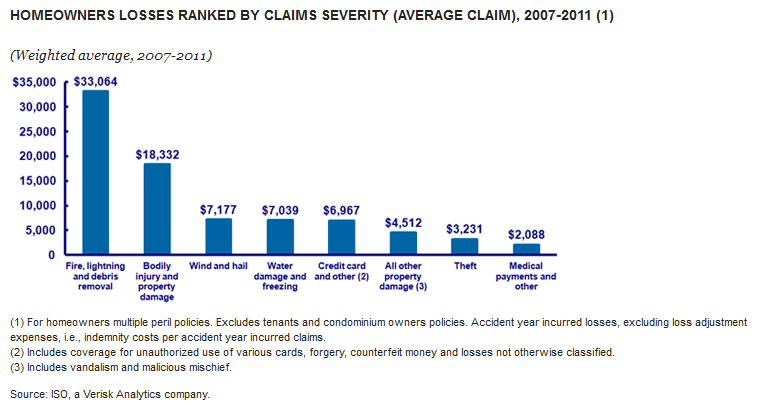 HOMEOWNERS LOSSES RANKED BY CLAIMS SEVERITY (AVERAGE CLAIM), 2007-2011 (1)
(Weighted average, 2007-2011)
$35,000
30,000
25,000
20,000
15,000
10,000
5,000
0
$33,064
$18,332
$7,177
$7,039
$6,967
$4,512
$3,231
$2,088
Fire, lightning
and debris
removal
Bodily
injury and
property
damage
Wind and hail
Water
damage and
freezing
Credit card
and other (2)
All other
property
damage (3)
Theft
Medical
payments and
other
(1) For homeowners multiple peril policies. Excludes tenants and condominium owners policies. Accident year incurred losses, excluding loss adjustment
expenses, i.e., indemnity costs per accident year incurred claims.
(2) Includes coverage for unauthorized use of various cards, forgery, counterfeit money and losses not otherwise classified.
(3) Includes vandalism and malicious mischief.
Source: ISO, a Verisk Analytics company.